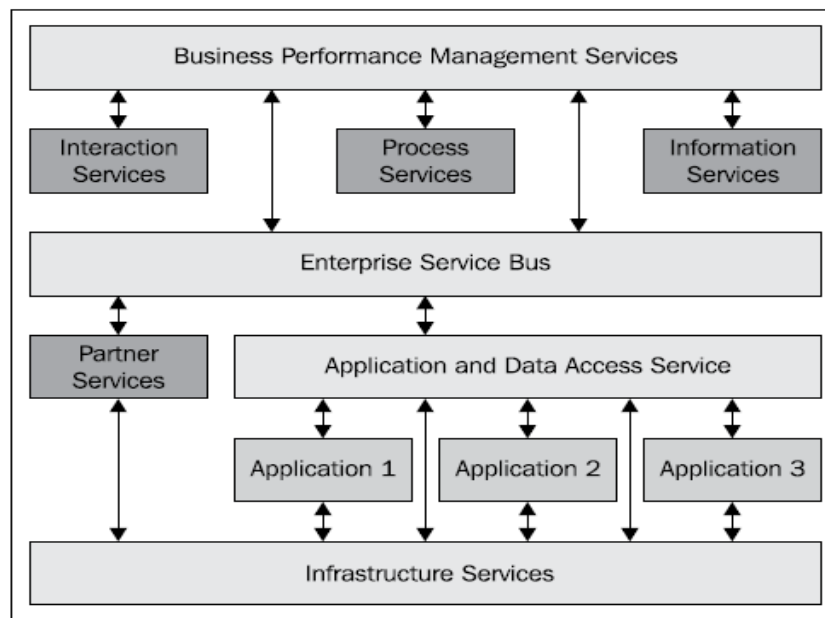 Business Performance Management Services
Interaction
Services
Process
Services
Information
Services
Enterprise Service Bus
Partner
Services
Application and Data Access Service
Application 1
Application 2
Application 3
Infrastructure Services